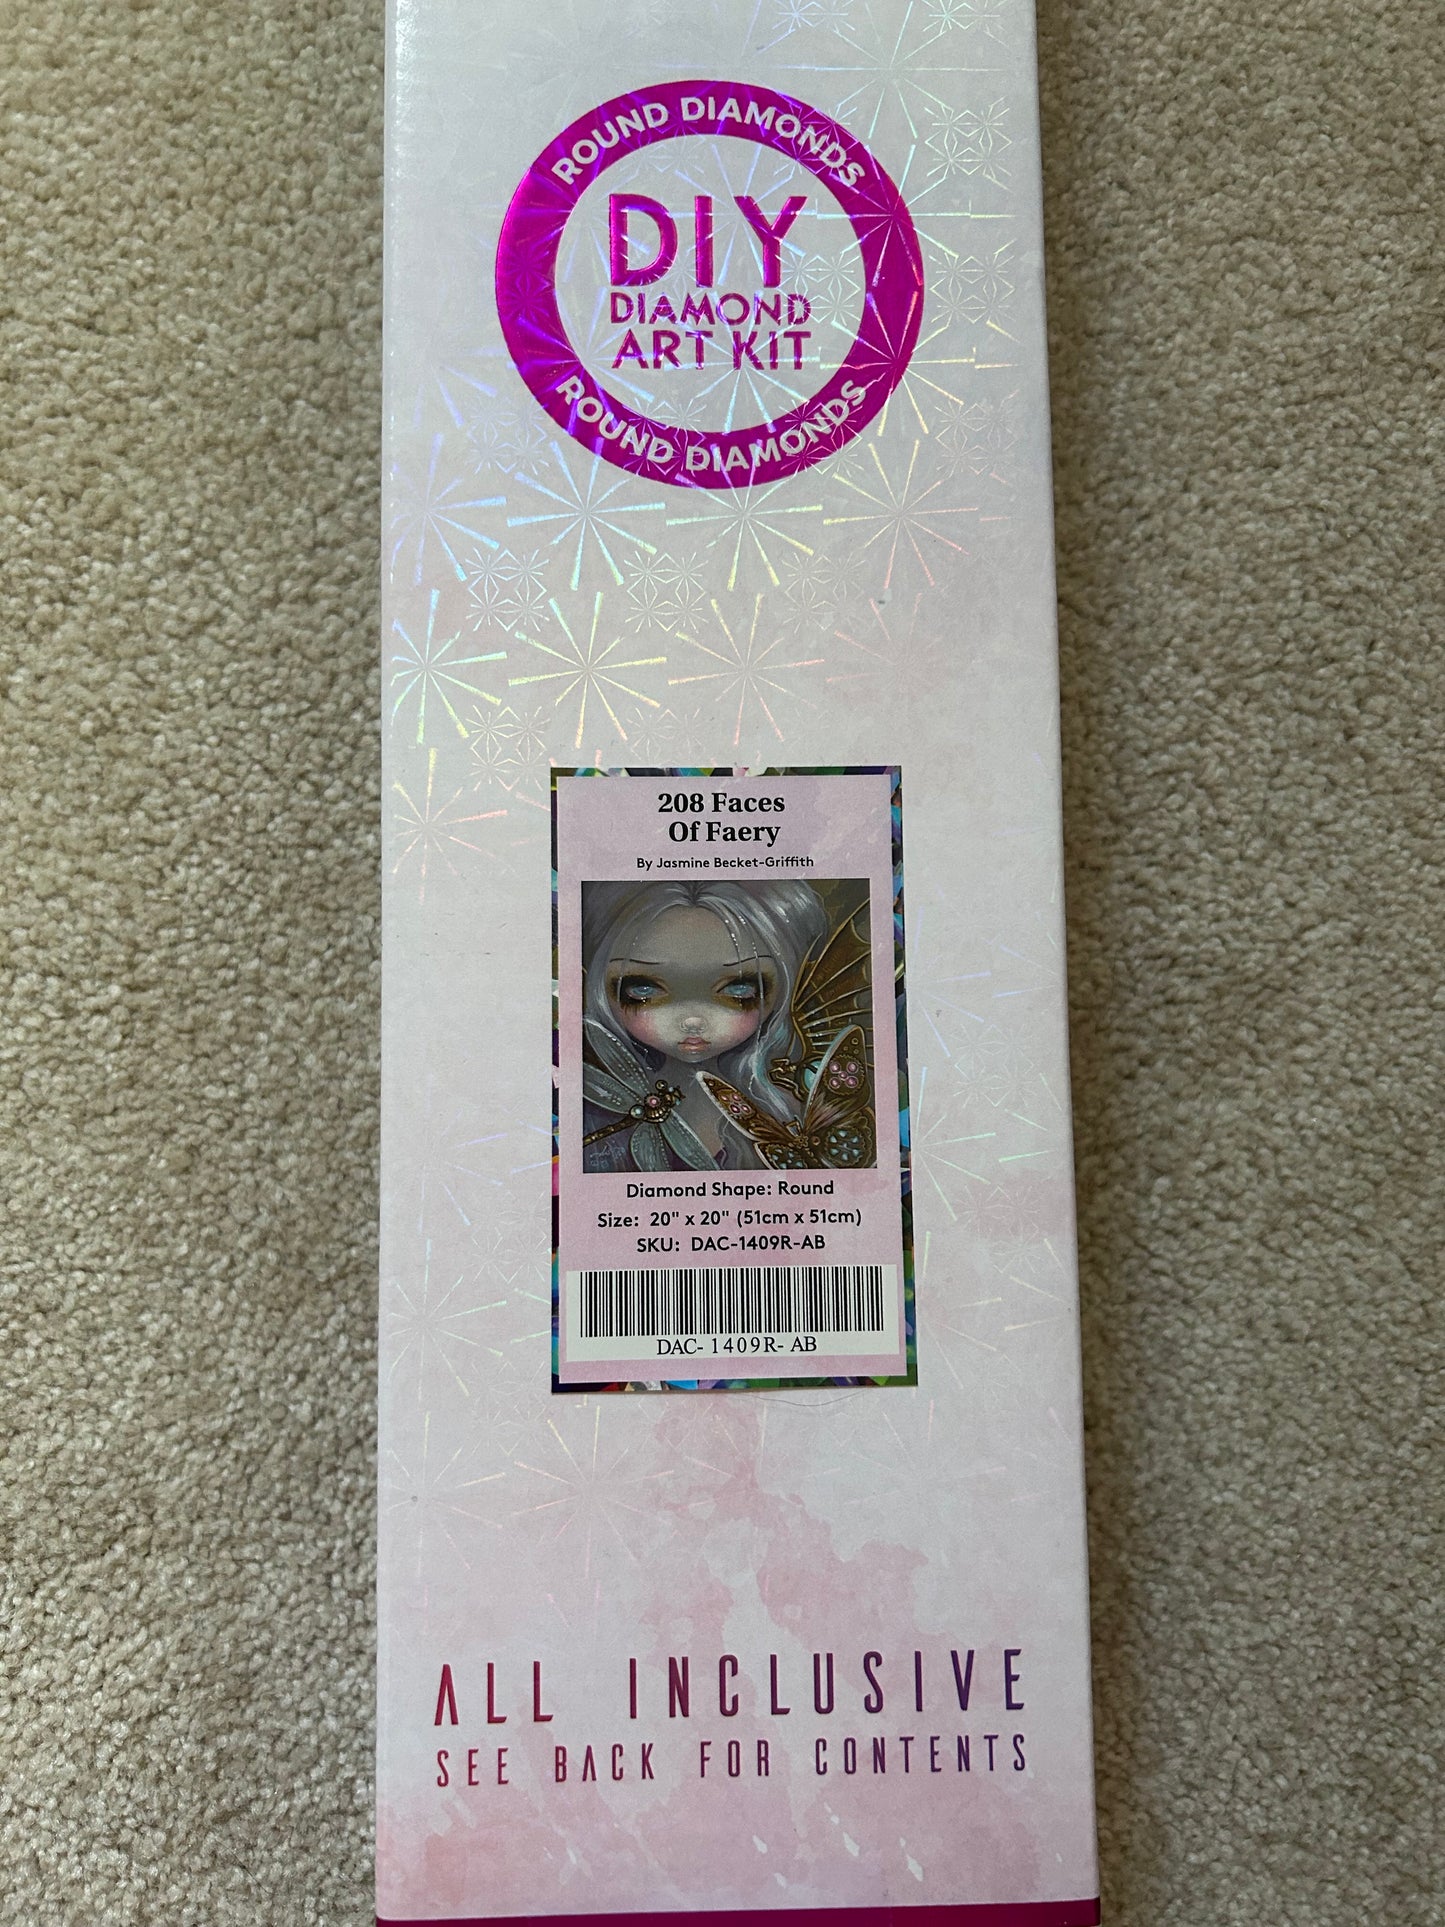 ROUND DIAMONDS
DIY
DIAMOND
ART KIT
ROUND DIAMONDS
208 Faces
Of Faery
By Jasmine Becket-Griffith
Diamond Shape: Round
Size: 20" x 20" (51cm x 51cm)
SKU: DAC-1409R-AB
DAC- 1409R- AB
ALL INCLUSIVE
SEE BACK FOR CONTENTS